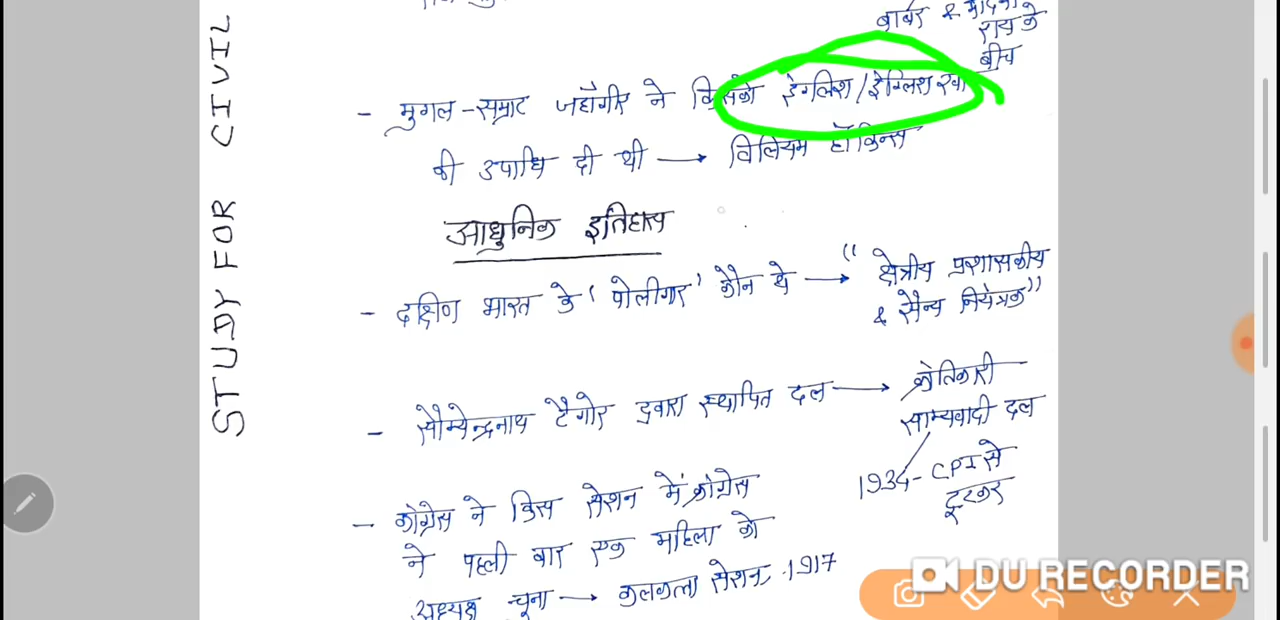 बाबर &
राय के
बीच
- मुगल-सम्राट जहाँगीर ने किसको इंग्लिश/इंग्लिश खा
की उपाधि दी थी → विलियम हॉकिन्स
आधुनिक इतिहास
- दक्षिण भारत के 'पोलीगार' कौन थे → "क्षेत्रीय प्रशासकीय
& सैन्य नियंत्रक"
- सौम्येन्द्रनाथ टैगोर द्वारा स्थापित दल → क्रांतिकारी
साम्यवादी दल
1934 - CPI से
टूटकर
- कांग्रेस ने किस सेशन में कांग्रेस
ने पहली बार एक महिला को
अध्यक्ष चूना → कलकत्ता सेशन, 1917
STUDY FOR CIVIL
DU RECORDER